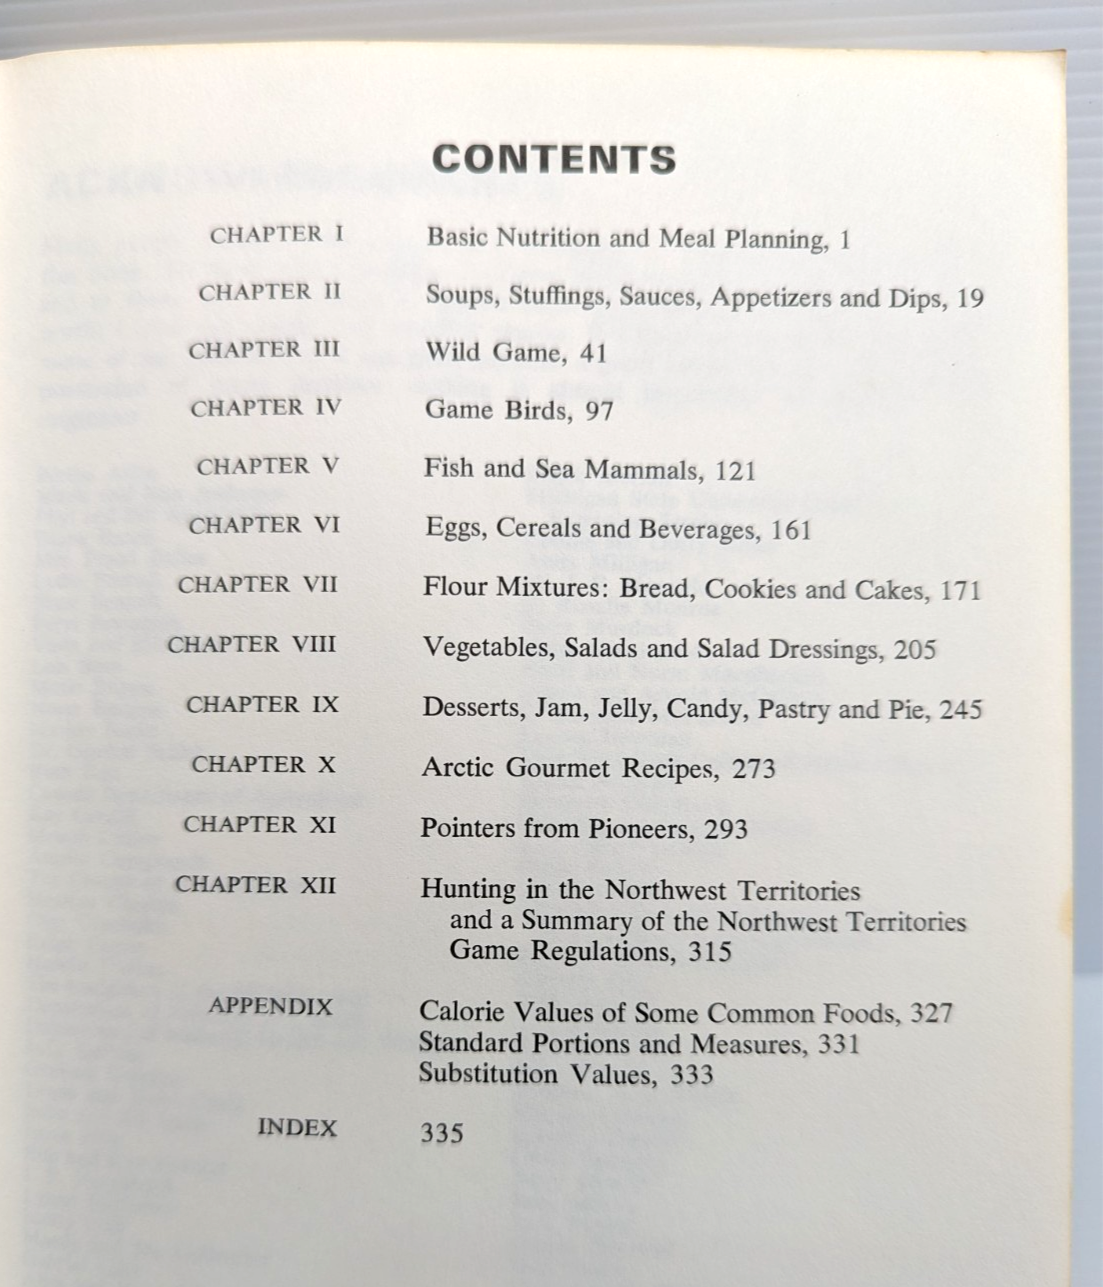 CONTENTS
CHAPTER I Basic Nutrition and Meal Planning, 1
CHAPTER II Soups, Stuffings, Sauces, Appetizers and Dips, 19
CHAPTER III Wild Game, 41
CHAPTER IV Game Birds, 97
CHAPTER V Fish and Sea Mammals, 121
CHAPTER VI Eggs, Cereals and Beverages, 161
CHAPTER VII Flour Mixtures: Bread, Cookies and Cakes, 171
CHAPTER VIII Vegetables, Salads and Salad Dressings, 205
CHAPTER IX Desserts, Jam, Jelly, Candy, Pastry and Pie, 245
CHAPTER X Arctic Gourmet Recipes, 273
CHAPTER XI Pointers from Pioneers, 293
CHAPTER XII Hunting in the Northwest Territories
and a Summary of the Northwest Territories
Game Regulations, 315
APPENDIX Calorie Values of Some Common Foods, 327
Standard Portions and Measures, 331
Substitution Values, 333
INDEX 335